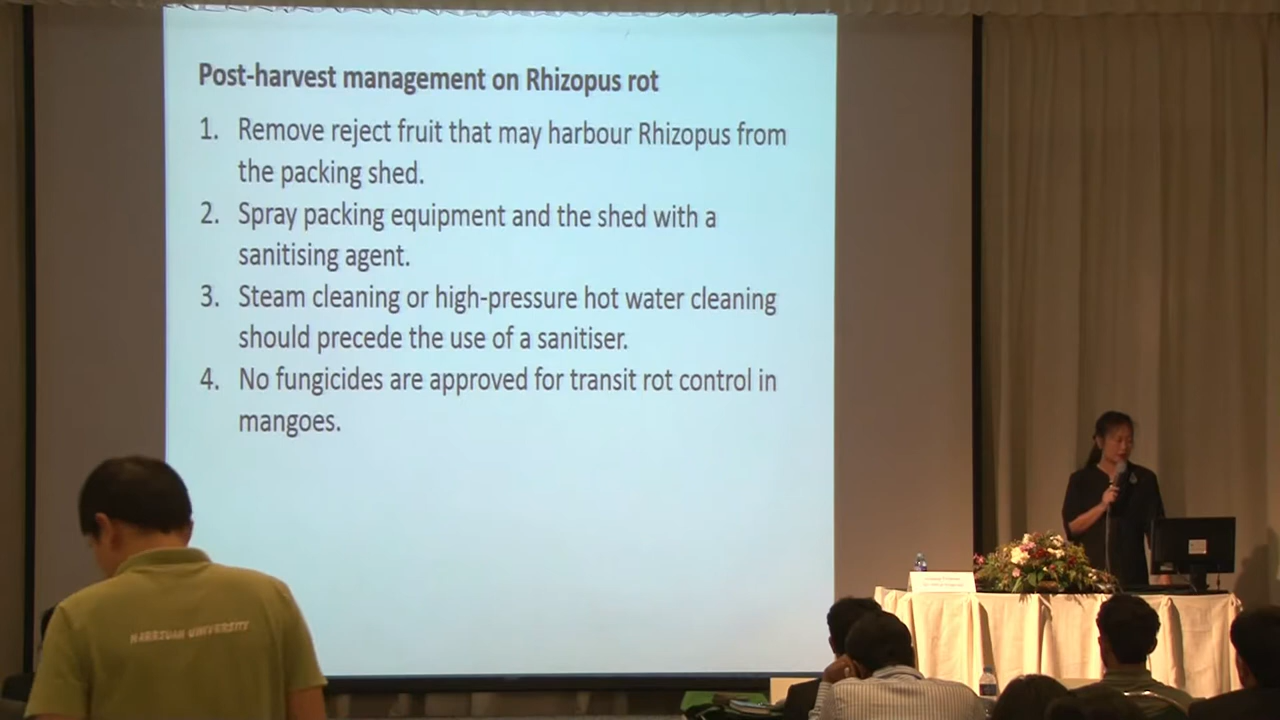 Post-harvest management on Rhizopus rot
1. Remove reject fruit that may harbour Rhizopus from
the packing shed.
2. Spray packing equipment and the shed with a
sanitising agent.
3. Steam cleaning or high-pressure hot water cleaning
should precede the use of a sanitiser.
4. No fungicides are approved for transit rot control in
mangoes.
UNIVERSITY